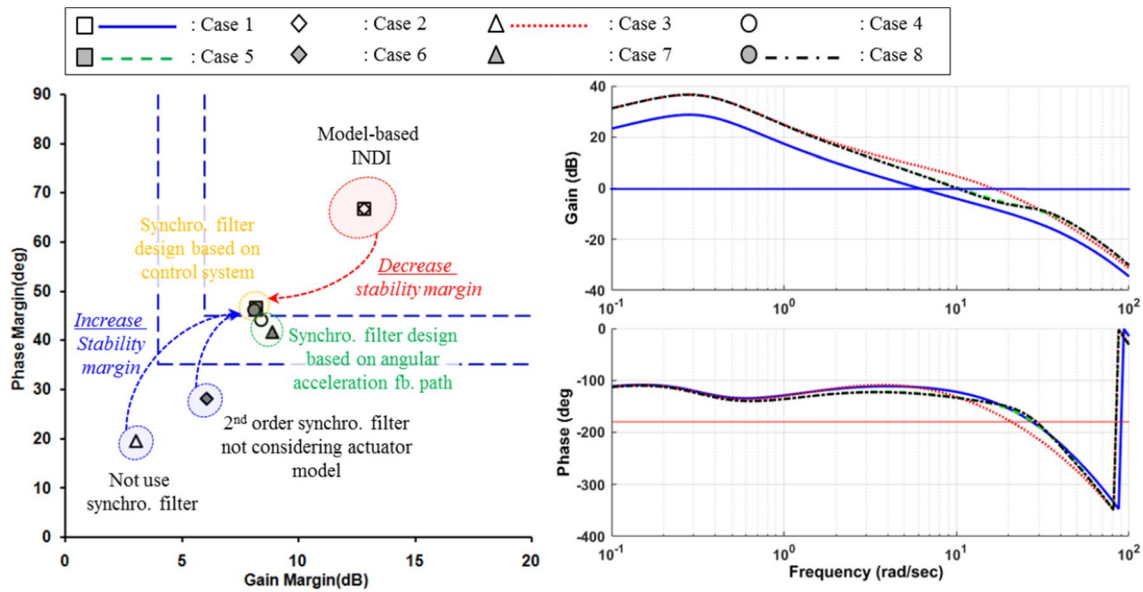 : Case 1 : Case 2 : Case 3 : Case 4
: Case 5 : Case 6 : Case 7 : Case 8
90
80
70
60
50
40
30
20
10
0
0 5 10 15 20
Phase Margin(deg)
Gain Margin(dB)
Model-based
INDI
Synchro. filter
design based on
control system
Decrease
stability margin
Increase
Stability
margin
Synchro. filter design
based on angular
acceleration fb. path
2nd order synchro. filter
not considering actuator
model
Not use
synchro. filter
40
20
0
-20
40
Gain (dB)
10-1 100 101 102
0
-100
-200
-300
-400
Phase (deg
10-1 100 101 102
Frequency (rad/sec)